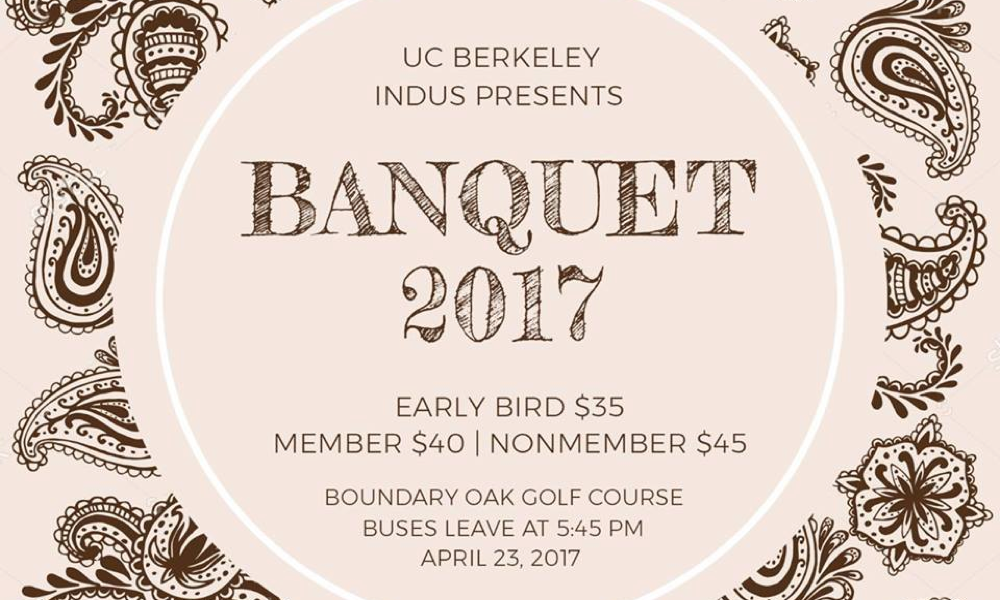 UC BERKELEY
INDUS PRESENTS
BANQUET
2017
EARLY BIRD $35
MEMBER $40 | NONMEMBER $45
BOUNDARY OAK GOLF COURSE
BUSES LEAVE AT 5:45 PM
APRIL 23, 2017